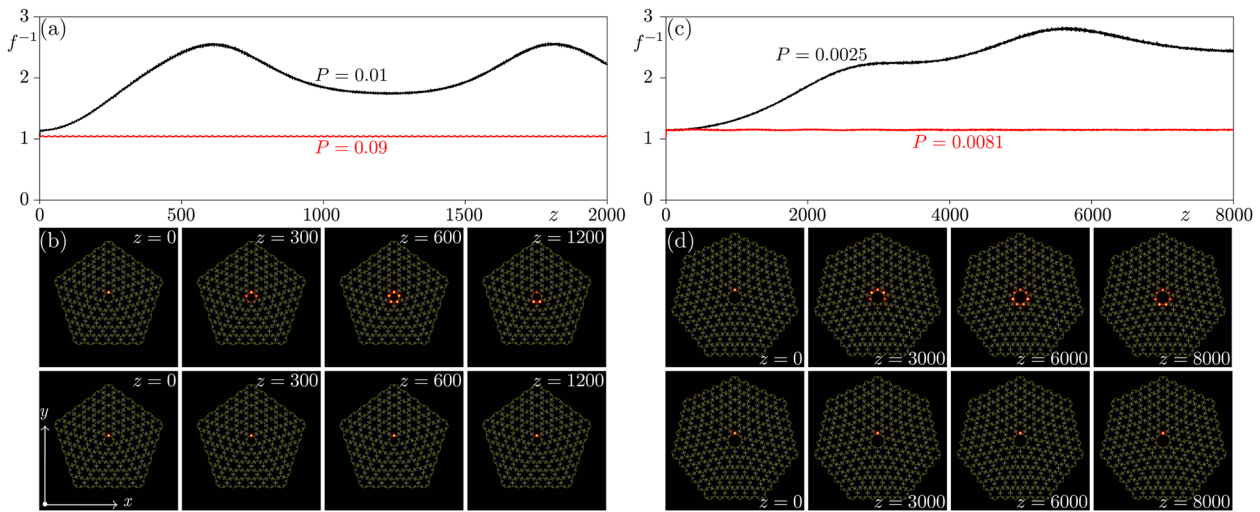 3 (a)
f⁻¹
2
P = 0.01
1
P = 0.09
0
0 500 1000 1500 z 2000
(b) z = 0 z = 300 z = 600 z = 1200
z = 0 z = 300 z = 600 z = 1200
y
x
3 (c)
f⁻¹
P = 0.0025
2
1
P = 0.0081
0
0 2000 4000 6000 z 8000
(d)
z = 0 z = 3000 z = 6000 z = 8000
z = 0 z = 3000 z = 6000 z = 8000